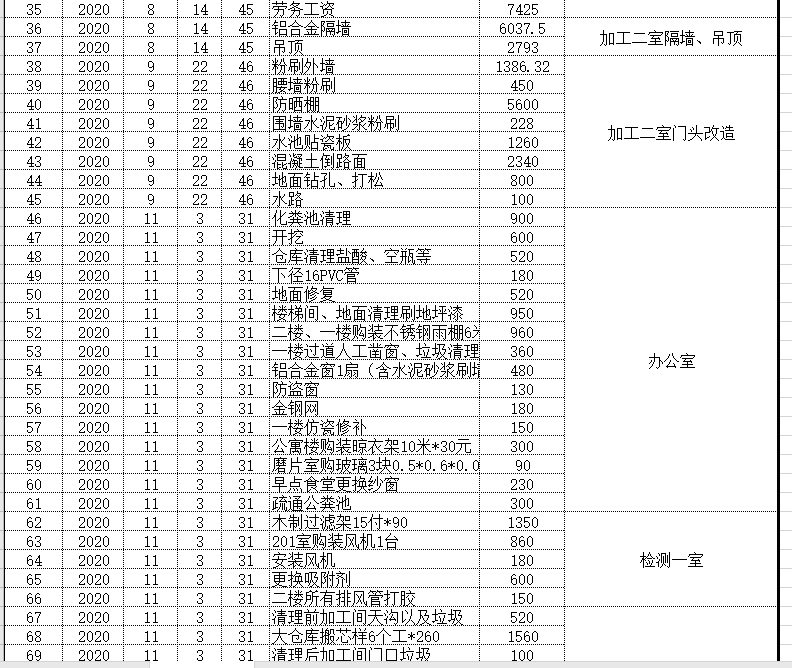 35 2020 8 14 45 劳务工资 7425
36 2020 8 14 45 铝合金隔墙 6037.5 加工二室隔墙、吊顶
37 2020 8 14 45 吊顶 2793
38 2020 9 22 46 粉刷外墙 1386.32
39 2020 9 22 46 腰墙粉刷 450
40 2020 9 22 46 防晒棚 5600
41 2020 9 22 46 围墙水泥砂浆粉刷 228 加工二室门头改造
42 2020 9 22 46 水池贴瓷板 1260
43 2020 9 22 46 混凝土倒路面 2340
44 2020 9 22 46 地面钻孔、打松 800
45 2020 9 22 46 水路 100
46 2020 11 3 31 化粪池清理 900
47 2020 11 3 31 开挖 600
48 2020 11 3 31 仓库清理盐酸、空瓶等 520
49 2020 11 3 31 下径16PVC管 180
50 2020 11 3 31 地面修复 520
51 2020 11 3 31 楼梯间、地面清理刷地坪漆 950
52 2020 11 3 31 二楼、一楼购装不锈钢雨棚6米 960
53 2020 11 3 31 一楼过道人工凿窗、垃圾清理 360 办公室
54 2020 11 3 31 铝合金窗1扇（含水泥砂浆刷墙 480
55 2020 11 3 31 防盗窗 130
56 2020 11 3 31 金钢网 180
57 2020 11 3 31 一楼仿瓷修补 150
58 2020 11 3 31 公寓楼购装晾衣架10米*30元 300
59 2020 11 3 31 磨片室购玻璃3块0.5*0.6*0.0 90
60 2020 11 3 31 早点食堂更换纱窗 230
61 2020 11 3 31 疏通公粪池 300
62 2020 11 3 31 木制过滤架15付*90 1350
63 2020 11 3 31 201室购装风机1台 860
64 2020 11 3 31 安装风机 180 检测一室
65 2020 11 3 31 更换吸附剂 600
66 2020 11 3 31 二楼所有排风管打胶 150
67 2020 11 3 31 清理前加工间天沟以及垃圾 520
68 2020 11 3 31 大仓库搬芯样6个工*260 1560
69 2020 11 3 31 清理后加工间门口垃圾 100